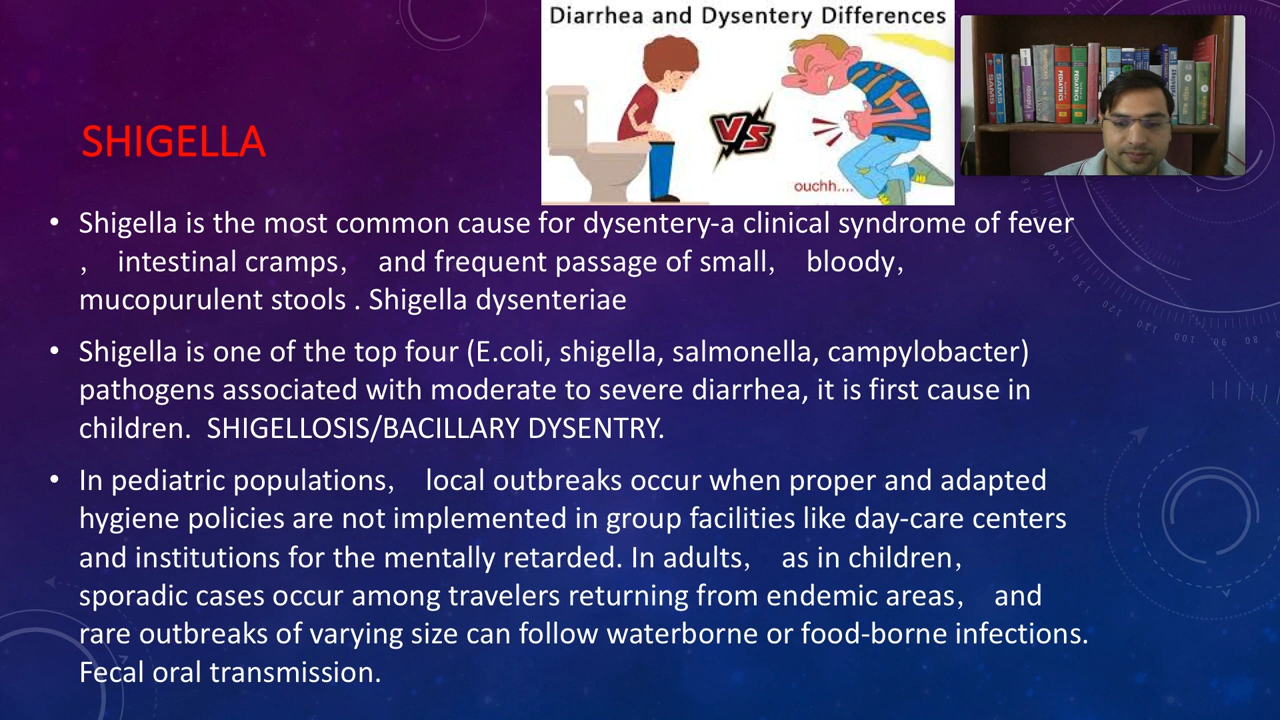 Diarrhea and Dysentery Differences
VS
ouchh....
SAMS
SAMS
PEDIATRICS
PEDIATRICS
SHIGELLA
• Shigella is the most common cause for dysentery-a clinical syndrome of fever
， intestinal cramps， and frequent passage of small， bloody，
mucopurulent stools . Shigella dysenteriae
• Shigella is one of the top four (E.coli, shigella, salmonella, campylobacter)
pathogens associated with moderate to severe diarrhea, it is first cause in
children. SHIGELLOSIS/BACILLARY DYSENTRY.
• In pediatric populations， local outbreaks occur when proper and adapted
hygiene policies are not implemented in group facilities like day-care centers
and institutions for the mentally retarded. In adults， as in children，
sporadic cases occur among travelers returning from endemic areas， and
rare outbreaks of varying size can follow waterborne or food-borne infections.
Fecal oral transmission.